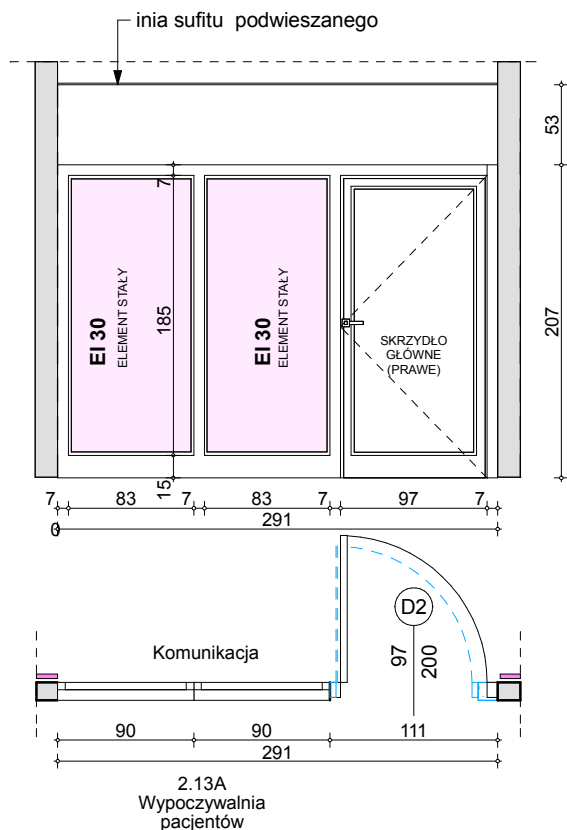 inia sufitu podwieszanego
53
7
EI 30
ELEMENT STAŁY
185
EI 30
ELEMENT STAŁY
SKRZYDŁO
GŁÓWNE
(PRAWE)
207
15
7 83 7 83 7 97 7
291
0
D2
97
200
Komunikacja
90 90 111
291
2.13A
Wypoczywalnia
pacjentów